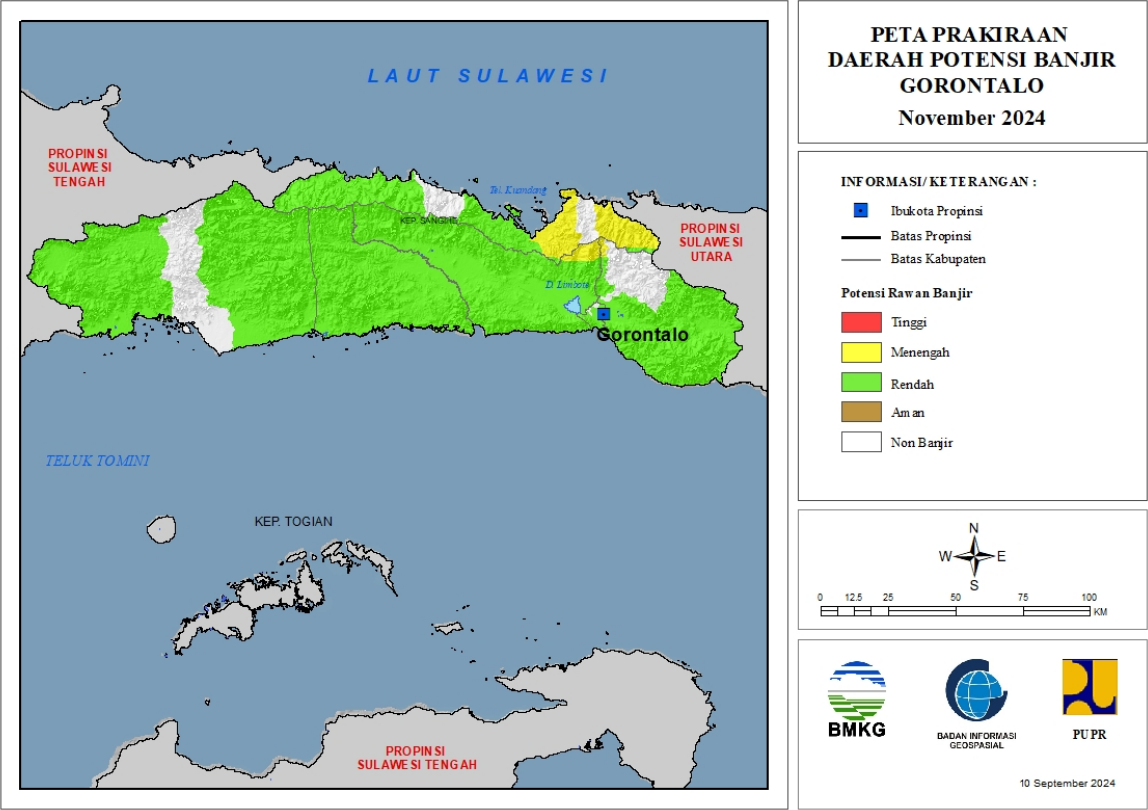 LAUT SULAWESI
PROPINSI
SULAWESI
TENGAH
Tel. Kuandang
KEP. SANGING
PROPINSI
SULAWESI
UTARA
D. Limboto
Gorontalo
TELUK TOMINI
KEP. TOGIAN
PROPINSI
SULAWESI TENGAH
PETA PRAKIRAAN
DAERAH POTENSI BANJIR
GORONTALO
November 2024
INFORMASI/ KETERANGAN :
Ibukota Propinsi
Batas Propinsi
Batas Kabupaten
Potensi Rawan Banjir
Tinggi
Menengah
Rendah
Aman
Non Banjir
N
W E
S
0 12.5 25 50 75 100
KM
BMKG
BADAN INFORMASI
GEOSPASIAL
PUPR
10 September 2024